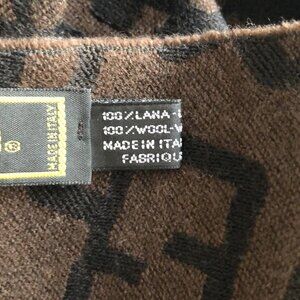 ®
MADE IN ITALY
100%LANA-
100%WOOL-
MADE IN ITA
FABRIQU